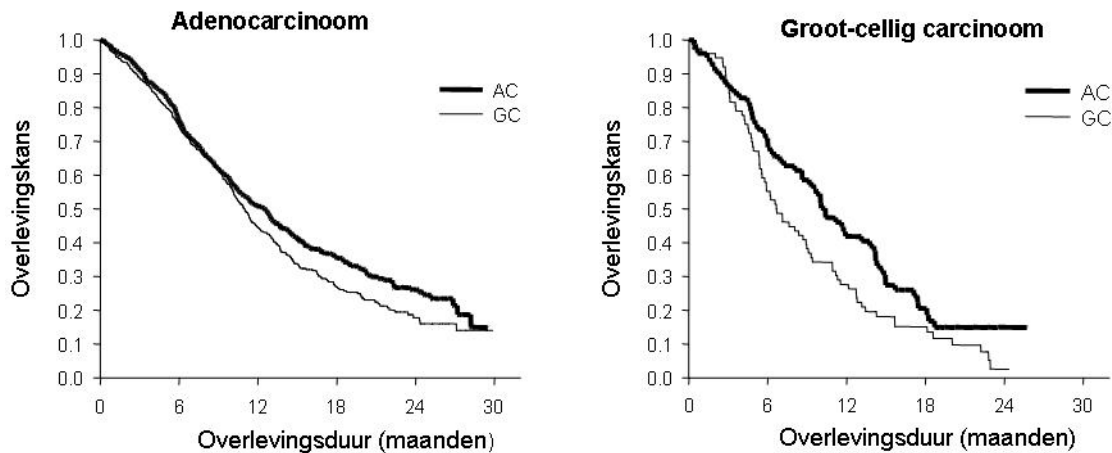 Adenocarcinoom
1.0
0.9
0.8
0.7
0.6
0.5
0.4
0.3
0.2
0.1
0.0
Overlevingskans
AC
GC
0 6 12 18 24 30
Overlevingsduur (maanden)
Groot-cellig carcinoom
1.0
0.9
0.8
0.7
0.6
0.5
0.4
0.3
0.2
0.1
0.0
Overlevingskans
AC
GC
0 6 12 18 24 30
Overlevingsduur (maanden)